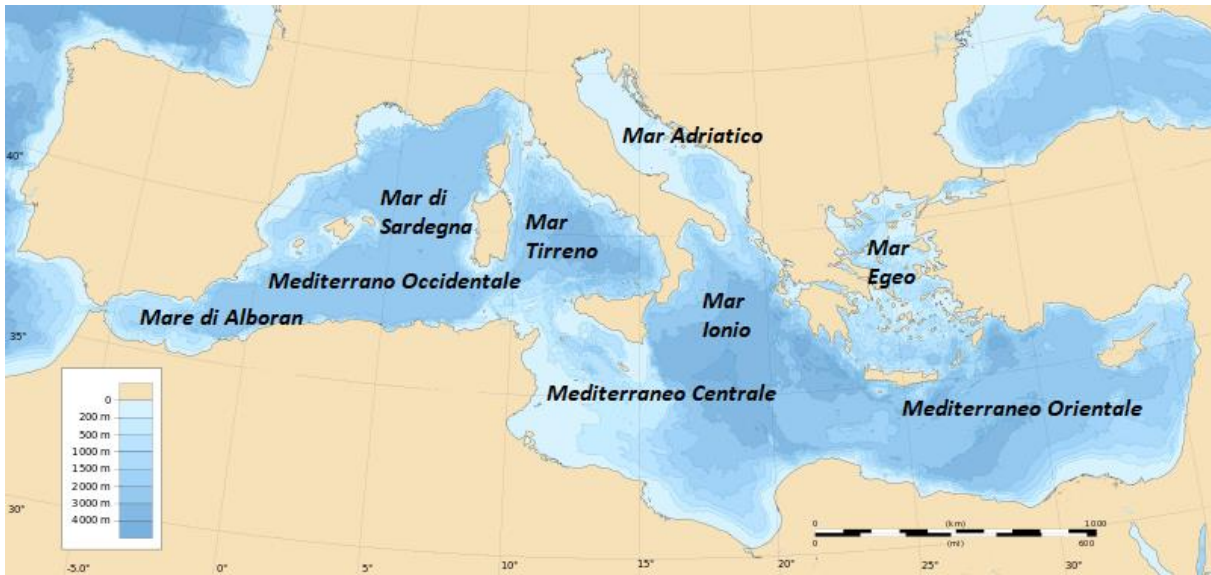 Mar Adriatico
40°
Mar di
Sardegna
Mar
Tirreno
Mar
Egeo
Mediterrano Occidentale
Mar
Ionio
Mare di Alboran
35°
Mediterraneo Centrale
Mediterraneo Orientale
0
200 m
500 m
1000 m
1500 m
2000 m
3000 m
4000 m
30°
0 (km) 1000
0 (mi) 600
-5.0° 0° 5° 10° 15° 20° 25° 30°